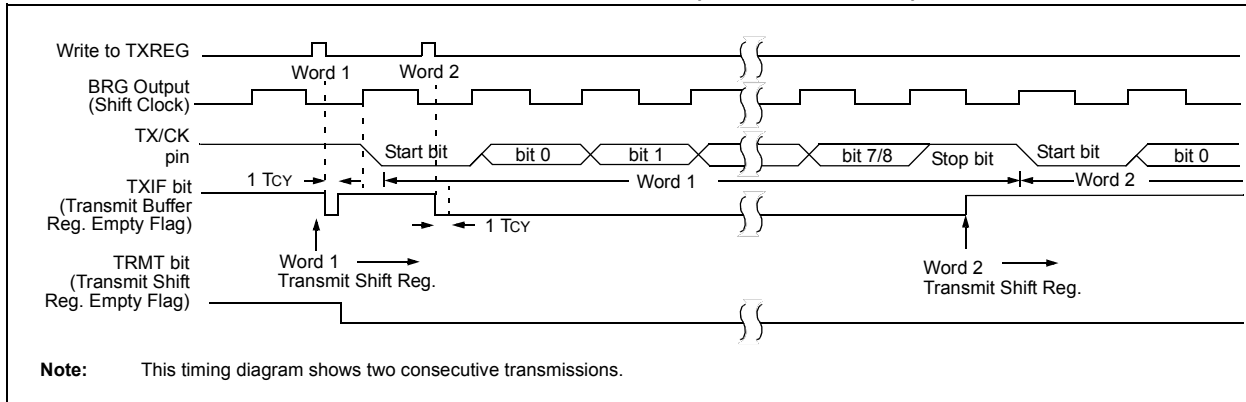 Write to TXREG
Word 1 Word 2
BRG Output
(Shift Clock)
TX/CK
pin
Start bit bit 0 bit 1 bit 7/8 Stop bit Start bit bit 0
1 TCY Word 1 Word 2
TXIF bit
(Transmit Buffer
Reg. Empty Flag)
1 TCY
Word 1
Transmit Shift Reg.
Word 2
Transmit Shift Reg.
TRMT bit
(Transmit Shift
Reg. Empty Flag)
Note: This timing diagram shows two consecutive transmissions.